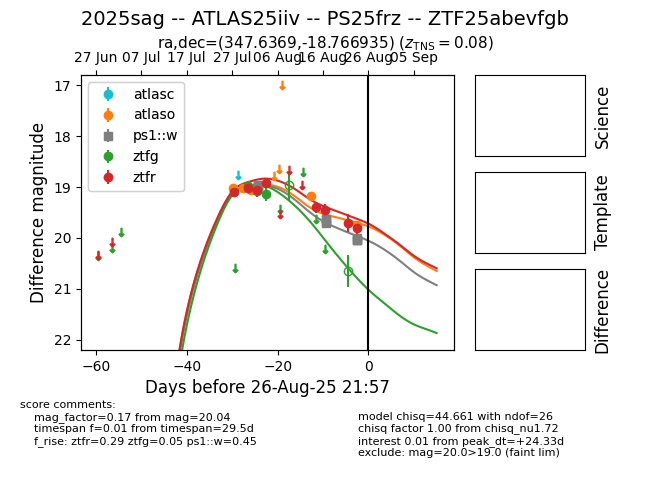 2025sag -- ATLAS25iiv -- PS25frz -- ZTF25abevfgb
ra,dec=(347.6369,-18.766935) (zTNS = 0.08)
27 Jun 07 Jul 17 Jul 27 Jul 06 Aug 16 Aug 26 Aug 05 Sep
17
18
19
20
21
22
Difference magnitude
atlasc
atlaso
ps1::w
ztfg
ztfr
−60 −40 −20 0
Days before 26-Aug-25 21:57
Science
Template
Difference
score comments:
mag_factor=0.17 from mag=20.04
timespan f=0.01 from timespan=29.5d
f_rise: ztfr=0.29 ztfg=0.05 ps1::w=0.45
model chisq=44.661 with ndof=26
chisq factor 1.00 from chisq_nu1.72
interest 0.01 from peak_dt=+24.33d
exclude: mag=20.0>19.0 (faint lim)